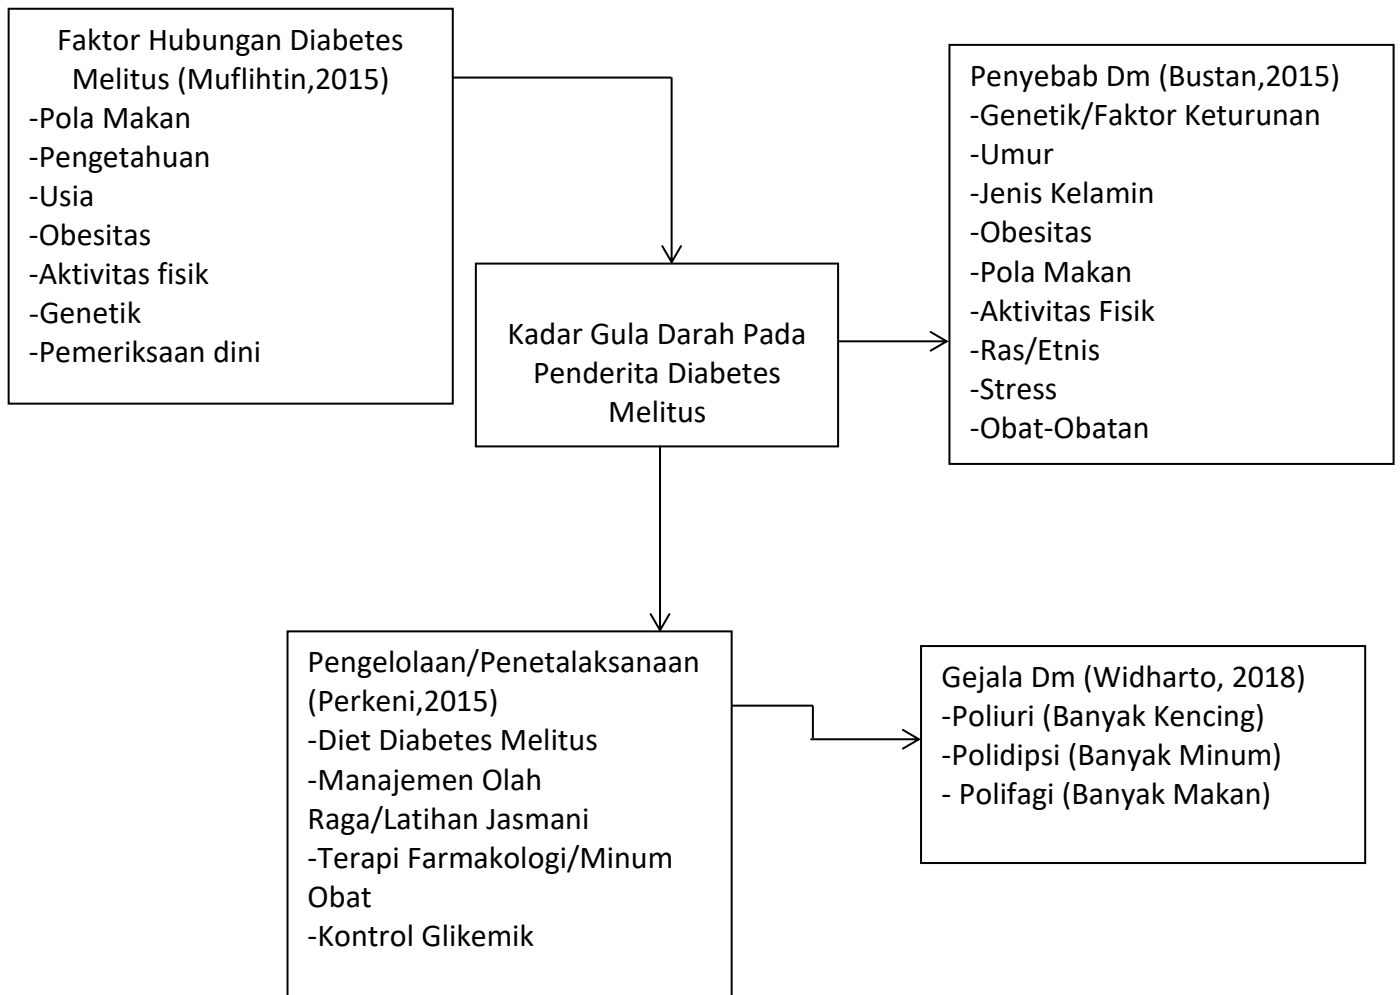 Faktor Hubungan Diabetes
Melitus (Muflihtin,2015)
-Pola Makan
-Pengetahuan
-Usia
-Obesitas
-Aktivitas fisik
-Genetik
-Pemeriksaan dini
Penyebab Dm (Bustan,2015)
-Genetik/Faktor Keturunan
-Umur
-Jenis Kelamin
-Obesitas
-Pola Makan
-Aktivitas Fisik
-Ras/Etnis
-Stress
-Obat-Obatan
Kadar Gula Darah Pada
Penderita Diabetes
Melitus
Pengelolaan/Penetalaksanaan
(Perkeni,2015)
-Diet Diabetes Melitus
-Manajemen Olah
Raga/Latihan Jasmani
-Terapi Farmakologi/Minum
Obat
-Kontrol Glikemik
Gejala Dm (Widharto, 2018)
-Poliuri (Banyak Kencing)
-Polidipsi (Banyak Minum)
- Polifagi (Banyak Makan)